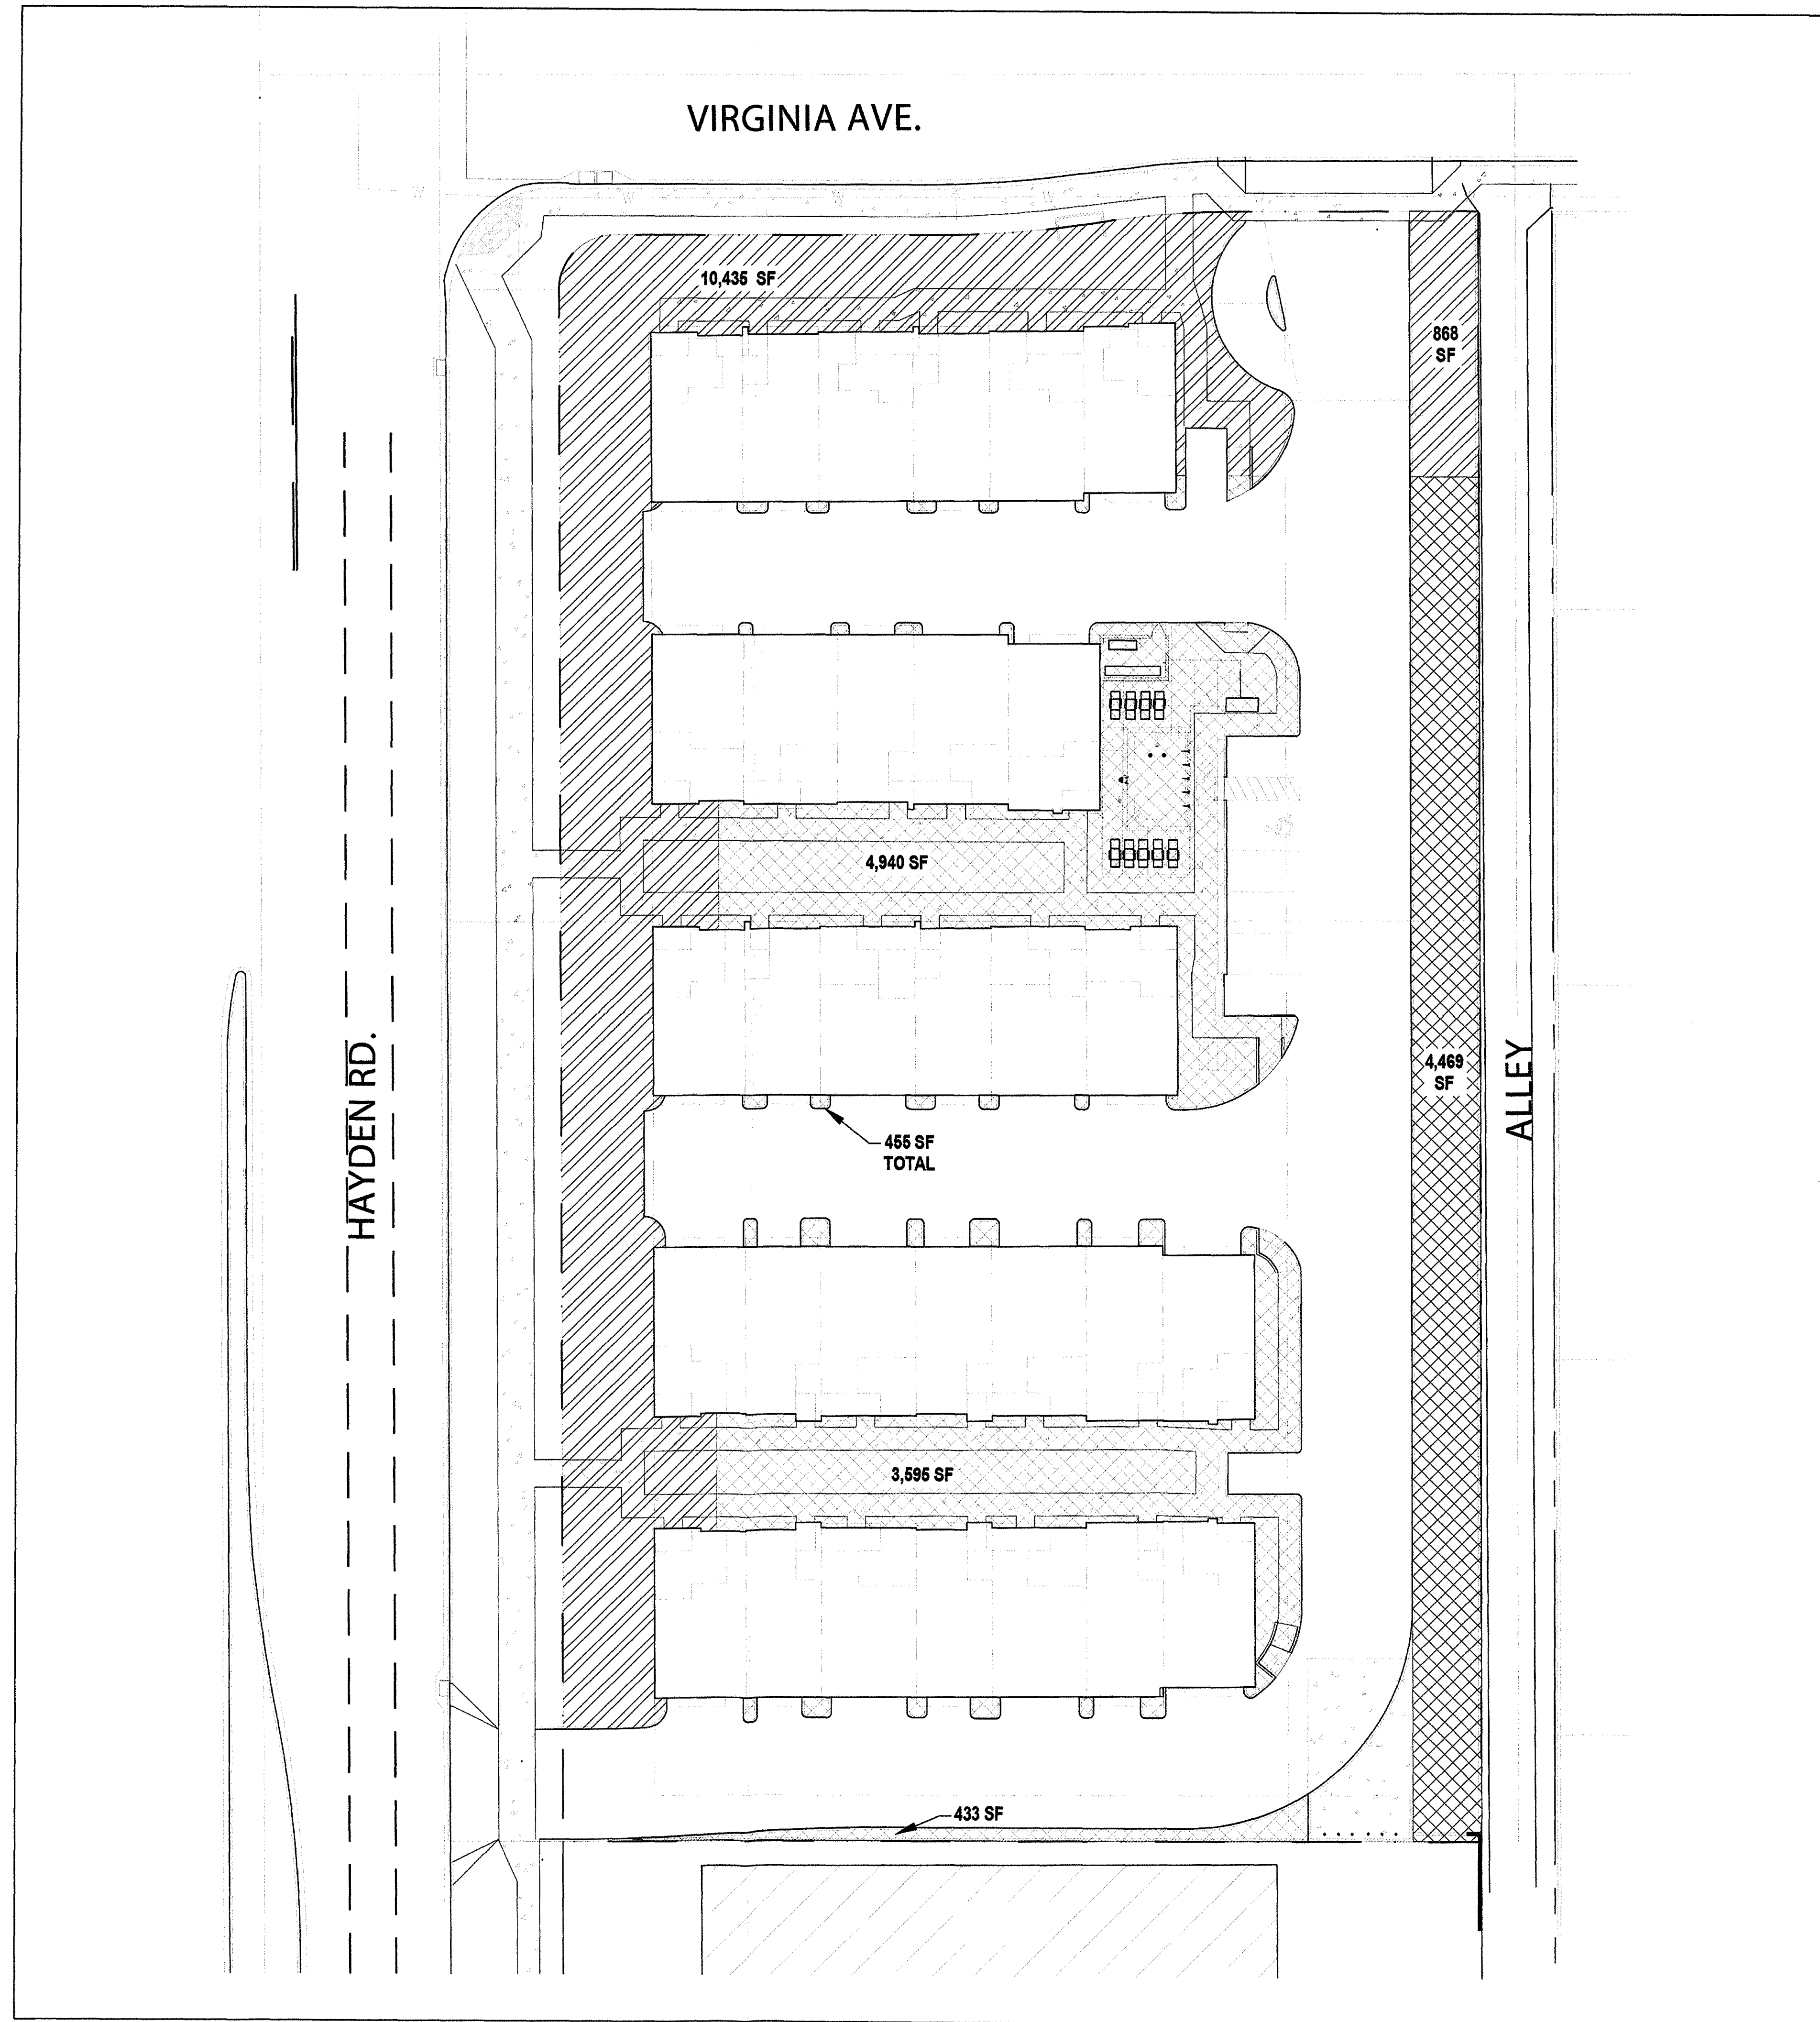 VIRGINIA AVE.
W
W
W
W
10,435 SF
868
SF
4,940 SF
HAYDEN RD.
4,469
SF
ALLEY
455 SF
TOTAL
3,595 SF
433 SF